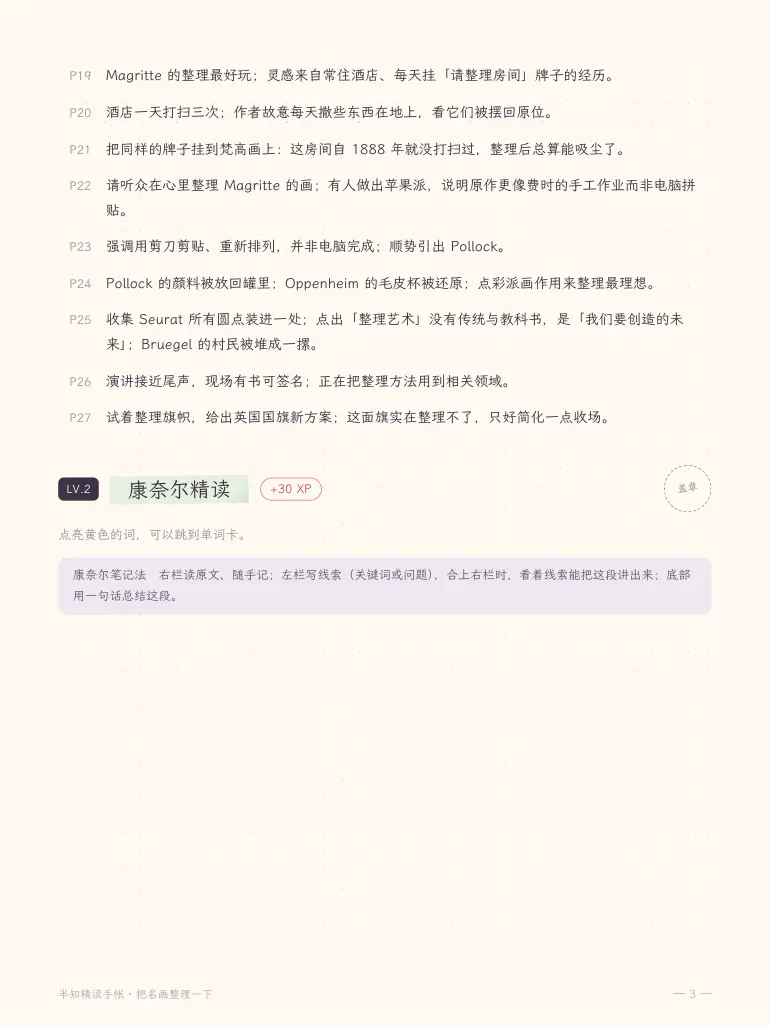 P19 Magritte 的整理最好玩；灵感来自常住酒店、每天挂「请整理房间」牌子的经历。
P20 酒店一天打扫三次；作者故意每天撒些东西在地上，看它们被摆回原位。
P21 把同样的牌子挂到梵高画上：这房间自 1888 年就没打扫过，整理后总算能吸尘了。
P22 请听众在心里整理 Magritte 的画；有人做出苹果派，说明原作更像费时的手工作业而非电脑拼
贴。
P23 强调用剪刀剪贴、重新排列，并非电脑完成；顺势引出 Pollock。
P24 Pollock 的颜料被放回罐里；Oppenheim 的毛皮杯被还原；点彩派画作用来整理最理想。
P25 收集 Seurat 所有圆点装进一处；点出「整理艺术」没有传统与教科书，是「我们要创造的未
来」；Bruegel 的村民被堆成一摞。
P26 演讲接近尾声，现场有书可签名；正在把整理方法用到相关领域。
P27 试着整理旗帜，给出英国国旗新方案；这面旗实在整理不了，只好简化一点收场。
LV.2 康奈尔精读 +30 XP 盖章
点亮黄色的词，可以跳到单词卡。
康奈尔笔记法 右栏读原文、随手记；左栏写线索（关键词或问题），合上右栏时，看着线索能把这段讲出来；底部
用一句话总结这段。
半知精读手帐·把名画整理一下 — 3 —